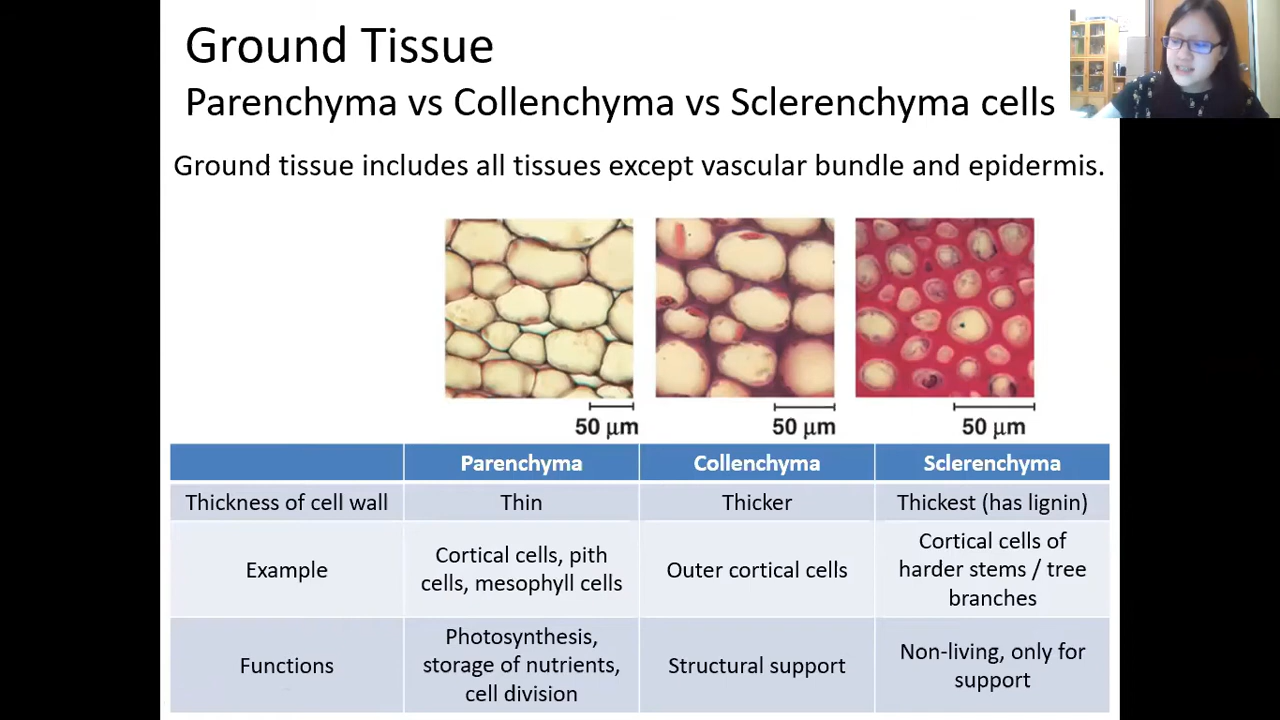 Ground Tissue
Parenchyma vs Collenchyma vs Sclerenchyma cells
Ground tissue includes all tissues except vascular bundle and epidermis.
50 μm
50 μm
50 μm
Parenchyma
Collenchyma
Sclerenchyma
Thickness of cell wall
Thin
Thicker
Thickest (has lignin)
Example
Cortical cells, pith
cells, mesophyll cells
Outer cortical cells
Cortical cells of
harder stems / tree
branches
Functions
Photosynthesis,
storage of nutrients,
cell division
Structural support
Non-living, only for
support